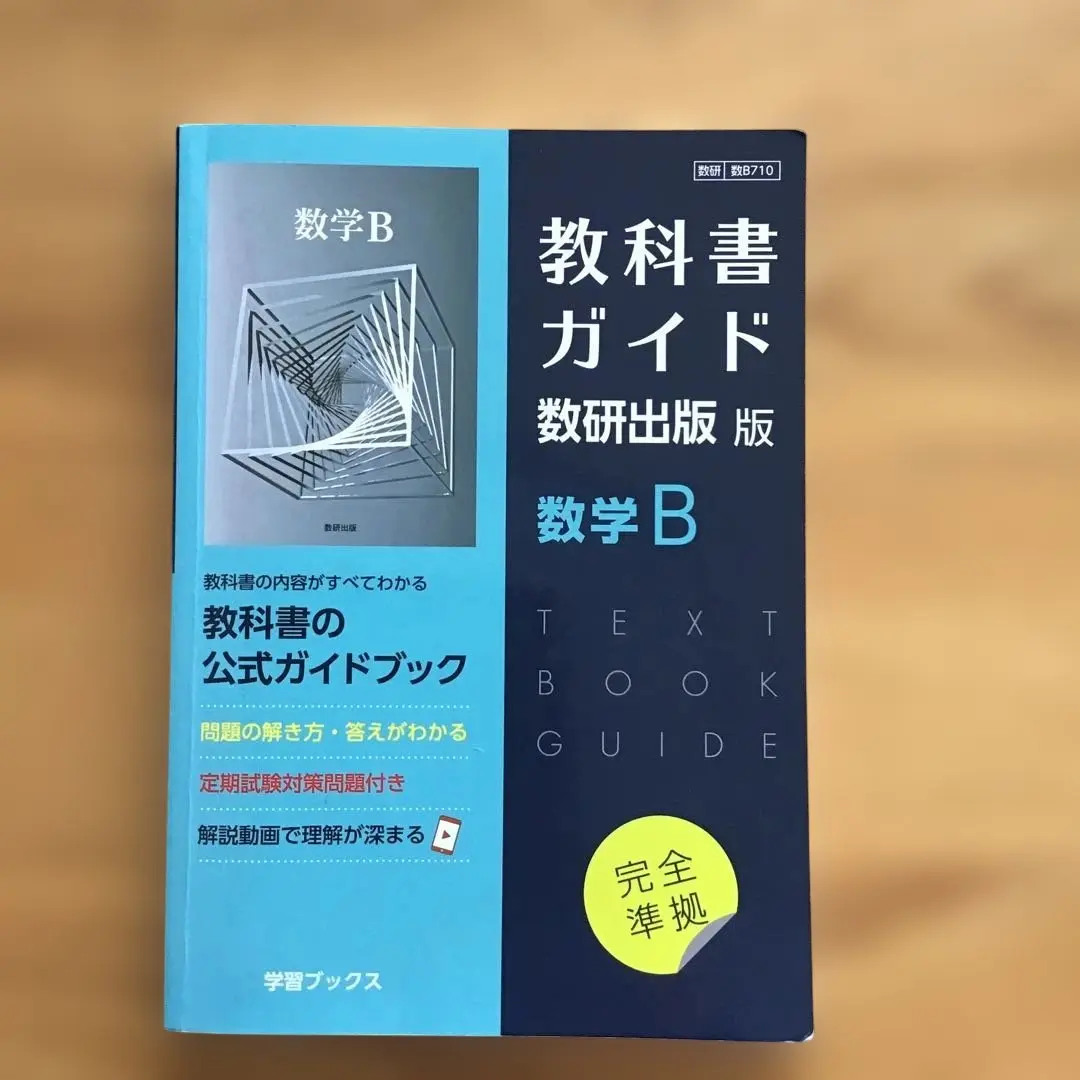 数学B
数研出版
教科書の内容がすべてわかる
教科書の
公式ガイドブック
問題の解き方・答えがわかる
定期試験対策問題付き
解説動画で理解が深まる
学習ブックス
数研 数B710
教科書
ガイド
数研出版 版
数学B
TEXT
BOOK
GUIDE
完全
準拠